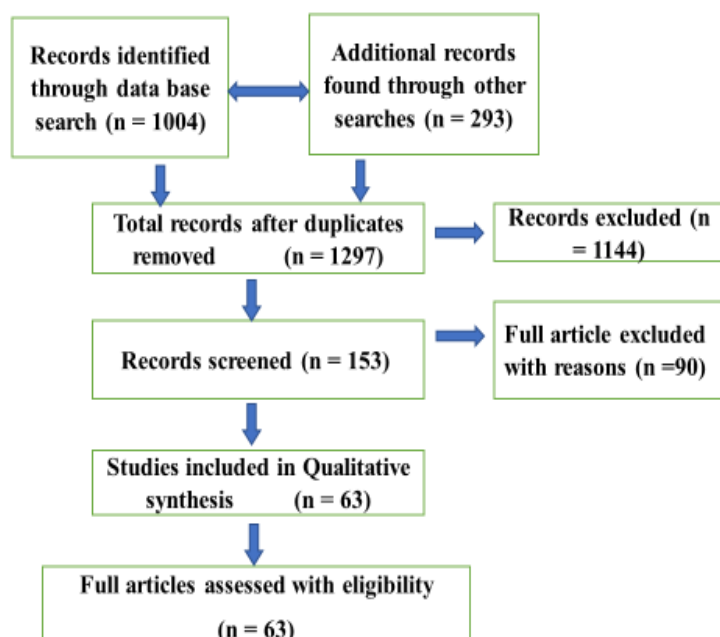 Records identified
through data base
search (n = 1004)
Additional records
found through other
searches (n = 293)
Total records after duplicates
removed (n = 1297)
Records excluded (n
= 1144)
Records screened (n = 153)
Full article excluded
with reasons (n =90)
Studies included in Qualitative
synthesis (n = 63)
Full articles assessed with eligibility
(n = 63)